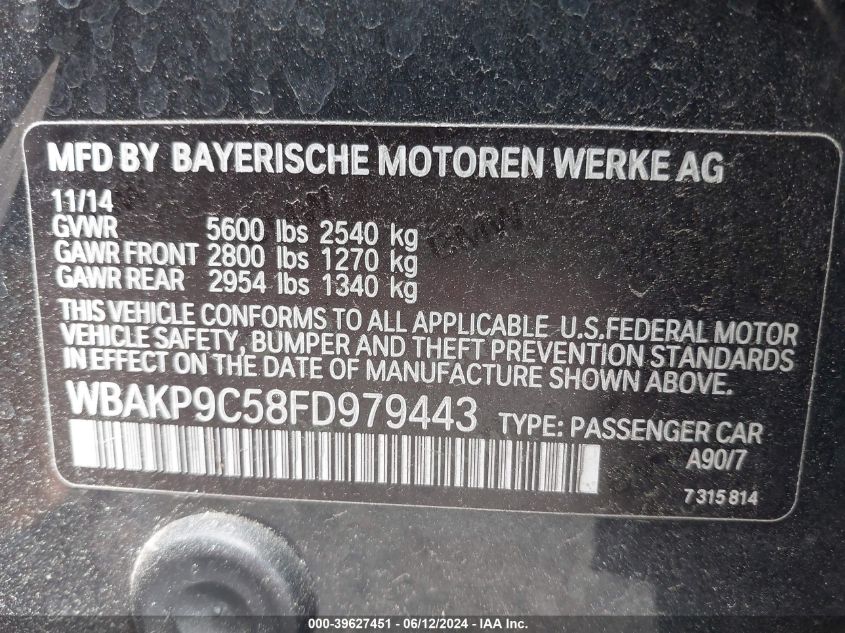 MFD BY BAYERISCHE MOTOREN WERKE AG
11/14
GVWR 5600 lbs 2540 kg
GAWR FRONT 2800 lbs 1270 kg
GAWR REAR 2954 lbs 1340 kg
THIS VEHICLE CONFORMS TO ALL APPLICABLE U.S.FEDERAL MOTOR
VEHICLE SAFETY, BUMPER AND THEFT PREVENTION STANDARDS
IN EFFECT ON THE DATE OF MANUFACTURE SHOWN ABOVE.
WBAKP9C58FD979443 TYPE: PASSENGER CAR
A90/7
7 315 814
000-39627451 - 06/12/2024 - IAA Inc.